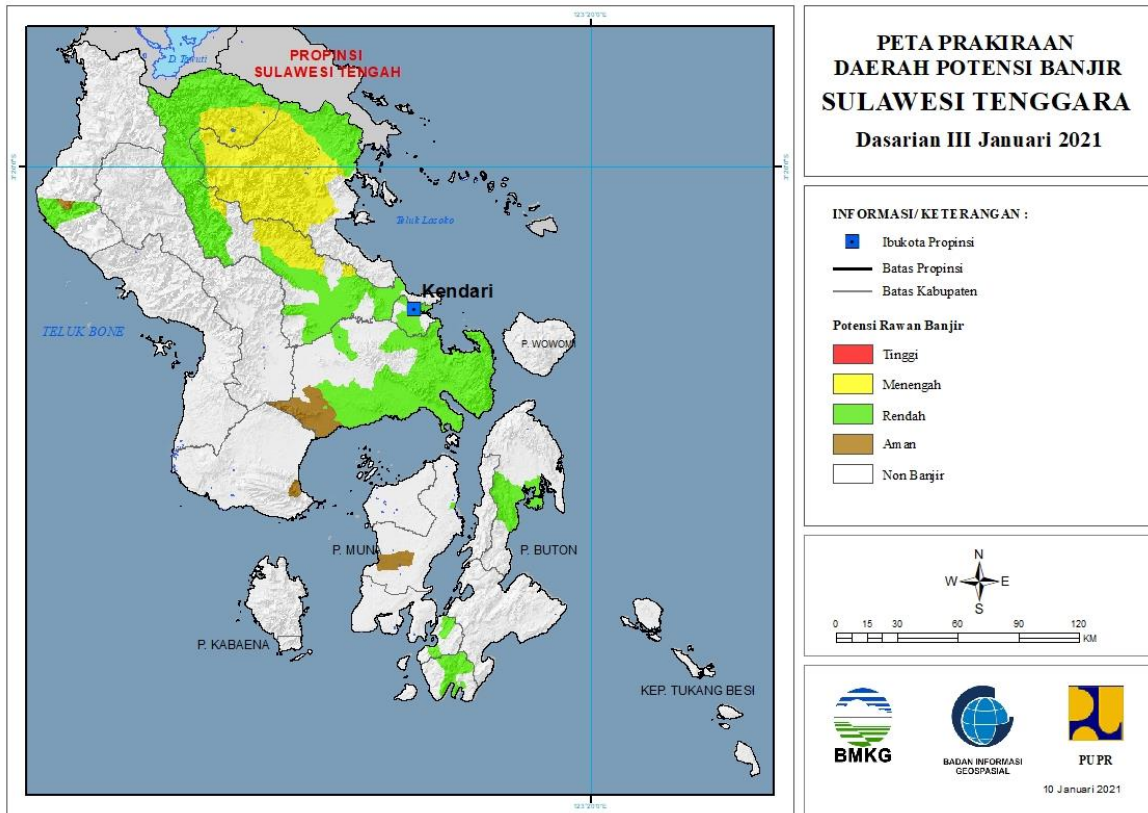 PETA PRAKIRAAN
DAERAH POTENSI BANJIR
SULAWESI TENGGARA
Dasarian III Januari 2021
INFORMASI/ KETERANGAN :
Ibukota Propinsi
Batas Propinsi
Batas Kabupaten
Potensi Rawan Banjir
Tinggi
Menengah
Rendah
Aman
Non Banjir
N
W E
S
0 15 30 60 90 120
KM
BMKG
BADAN INFORMASI
GEOSPASIAL
PUPR
10 Januari 2021
PROPINSI
SULAWESI TENGAH
Teluk Lasolo
Kendari
TELUK BONE
P. WOWONI
P. MUNA
P. BUTON
P. KABAENA
KEP. TUKANG BESI